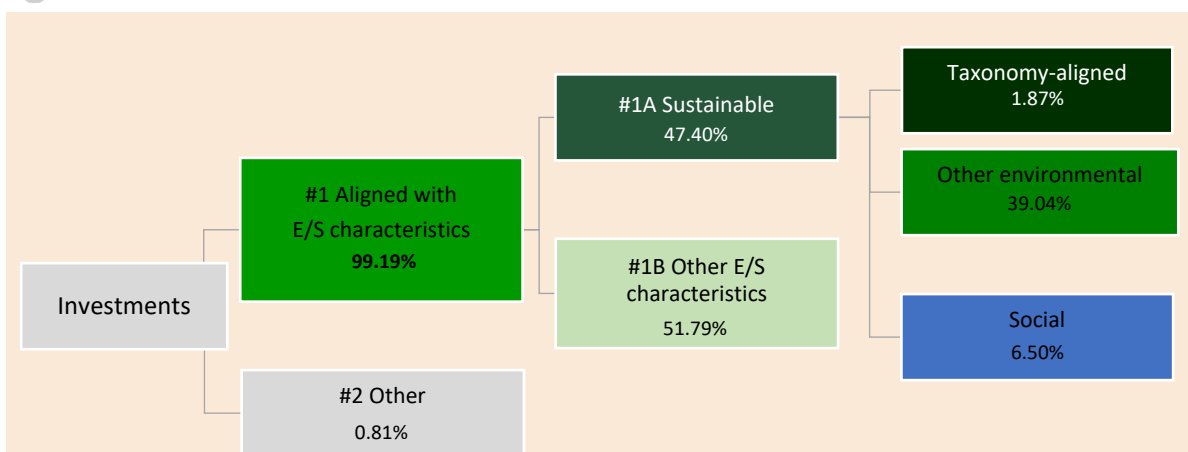 Investments
#1 Aligned with
E/S characteristics
99.19%
#2 Other
0.81%
#1A Sustainable
47.40%
#1B Other E/S
characteristics
51.79%
Taxonomy-aligned
1.87%
Other environmental
39.04%
Social
6.50%